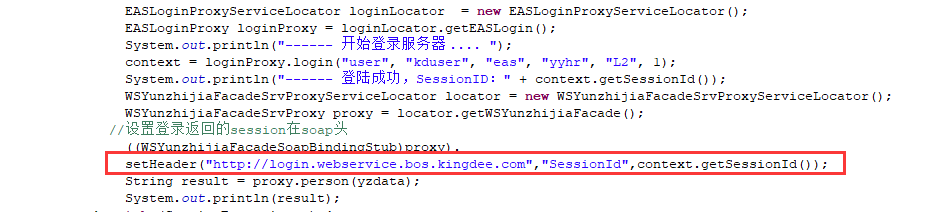 EASLoginProxyServiceLocator loginLocator = new EASLoginProxyServiceLocator();
EASLoginProxy loginProxy = loginLocator.getEASLogin();
System.out.println("------ 开始登录服务器 .... ");
context = loginProxy.login("user", "kduser", "eas", "yyhr", "L2", 1);
System.out.println("------ 登陆成功，SessionID：" + context.getSessionId());
WSYunzhijiaFacadeSrvProxyServiceLocator locator = new WSYunzhijiaFacadeSrvProxyServiceLocator();
WSYunzhijiaFacadeSrvProxy proxy = locator.getWSYunzhijiaFacade();
//设置登录返回的session在soap头
((WSYunzhijiaFacadeSoapBindingStub)proxy).
setHeader("http://login.webservice.bos.kingdee.com","SessionId",context.getSessionId());
String result = proxy.person(yzdata);
System.out.println(result);